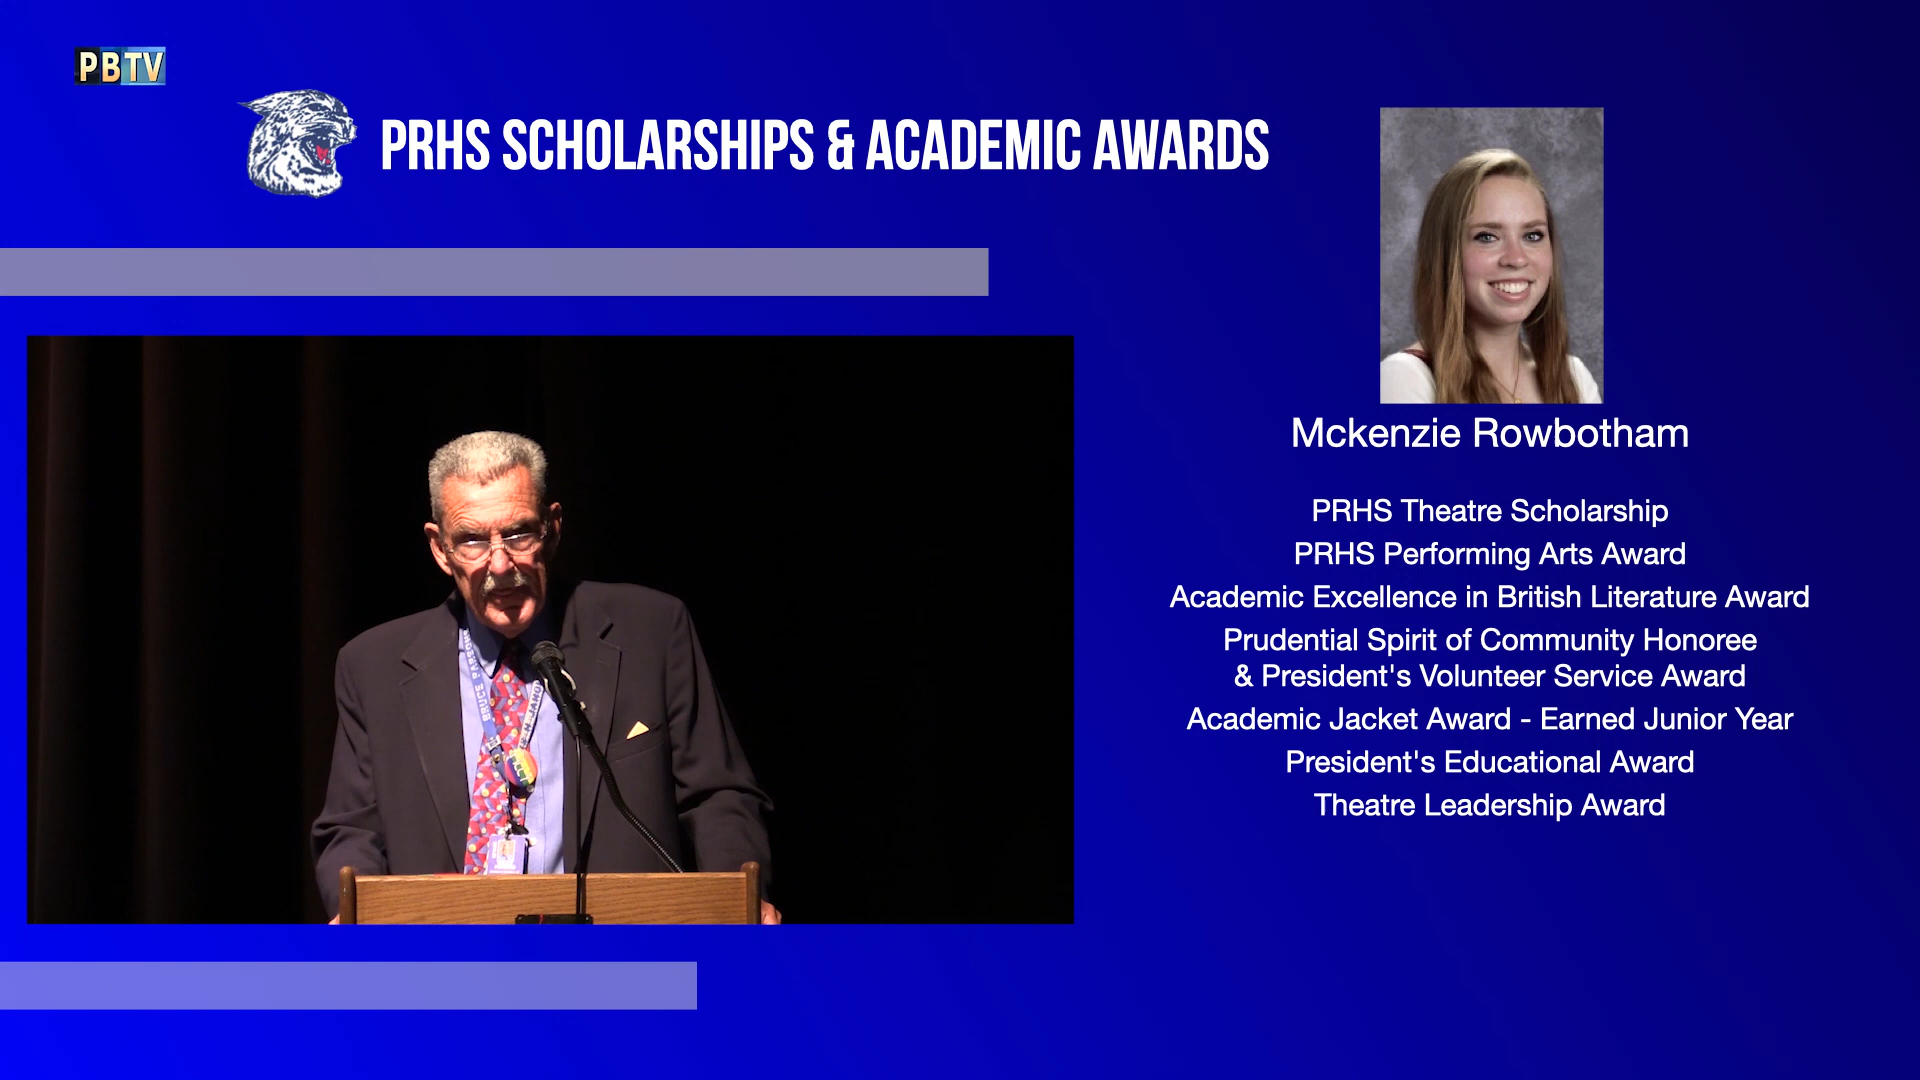 PBTV
PRHS SCHOLARSHIPS & ACADEMIC AWARDS
Mckenzie Rowbotham
PRHS Theatre Scholarship
PRHS Performing Arts Award
Academic Excellence in British Literature Award
Prudential Spirit of Community Honoree
& President's Volunteer Service Award
Academic Jacket Award - Earned Junior Year
President's Educational Award
Theatre Leadership Award
BRUCE